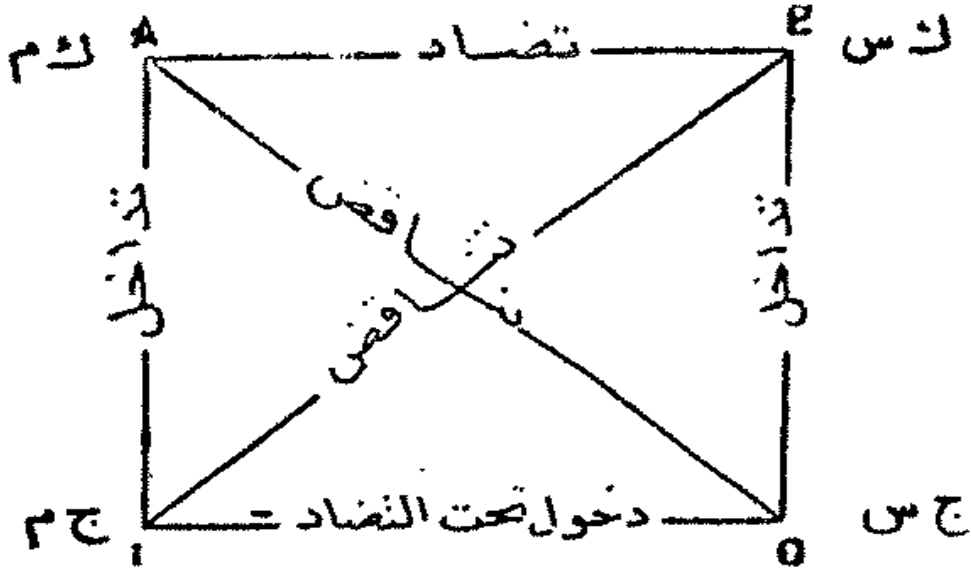 ك س E تضاد A ك م
تداخل
تداخل
تناقض
تناقض
ج س O دخول تحت التضاد I ج م